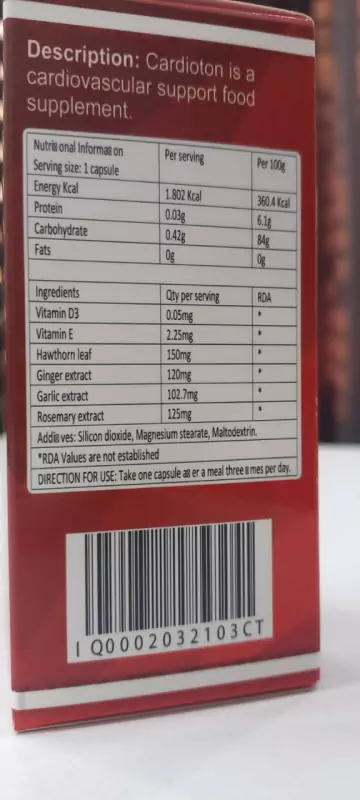 Description: Cardioton is a
cardiovascular support food
supplement.
Nutritional Information Per serving Per 100g
Serving size: 1 capsule
Energy Kcal 1.802 Kcal 360.4 Kcal
Protein 0.03g 6.1g
Carbohydrate 0.42g 84g
Fats 0g 0g
Ingredients Qty per serving RDA
Vitamin D3 0.05mg *
Vitamin E 2.25mg *
Hawthorn leaf 150mg *
Ginger extract 120mg *
Garlic extract 102.7mg *
Rosemary extract 125mg *
Additives: Silicon dioxide, Magnesium stearate, Maltodextrin.
*RDA Values are not established
DIRECTION FOR USE: Take one capsule after a meal three times per day.
I Q0002032103CT